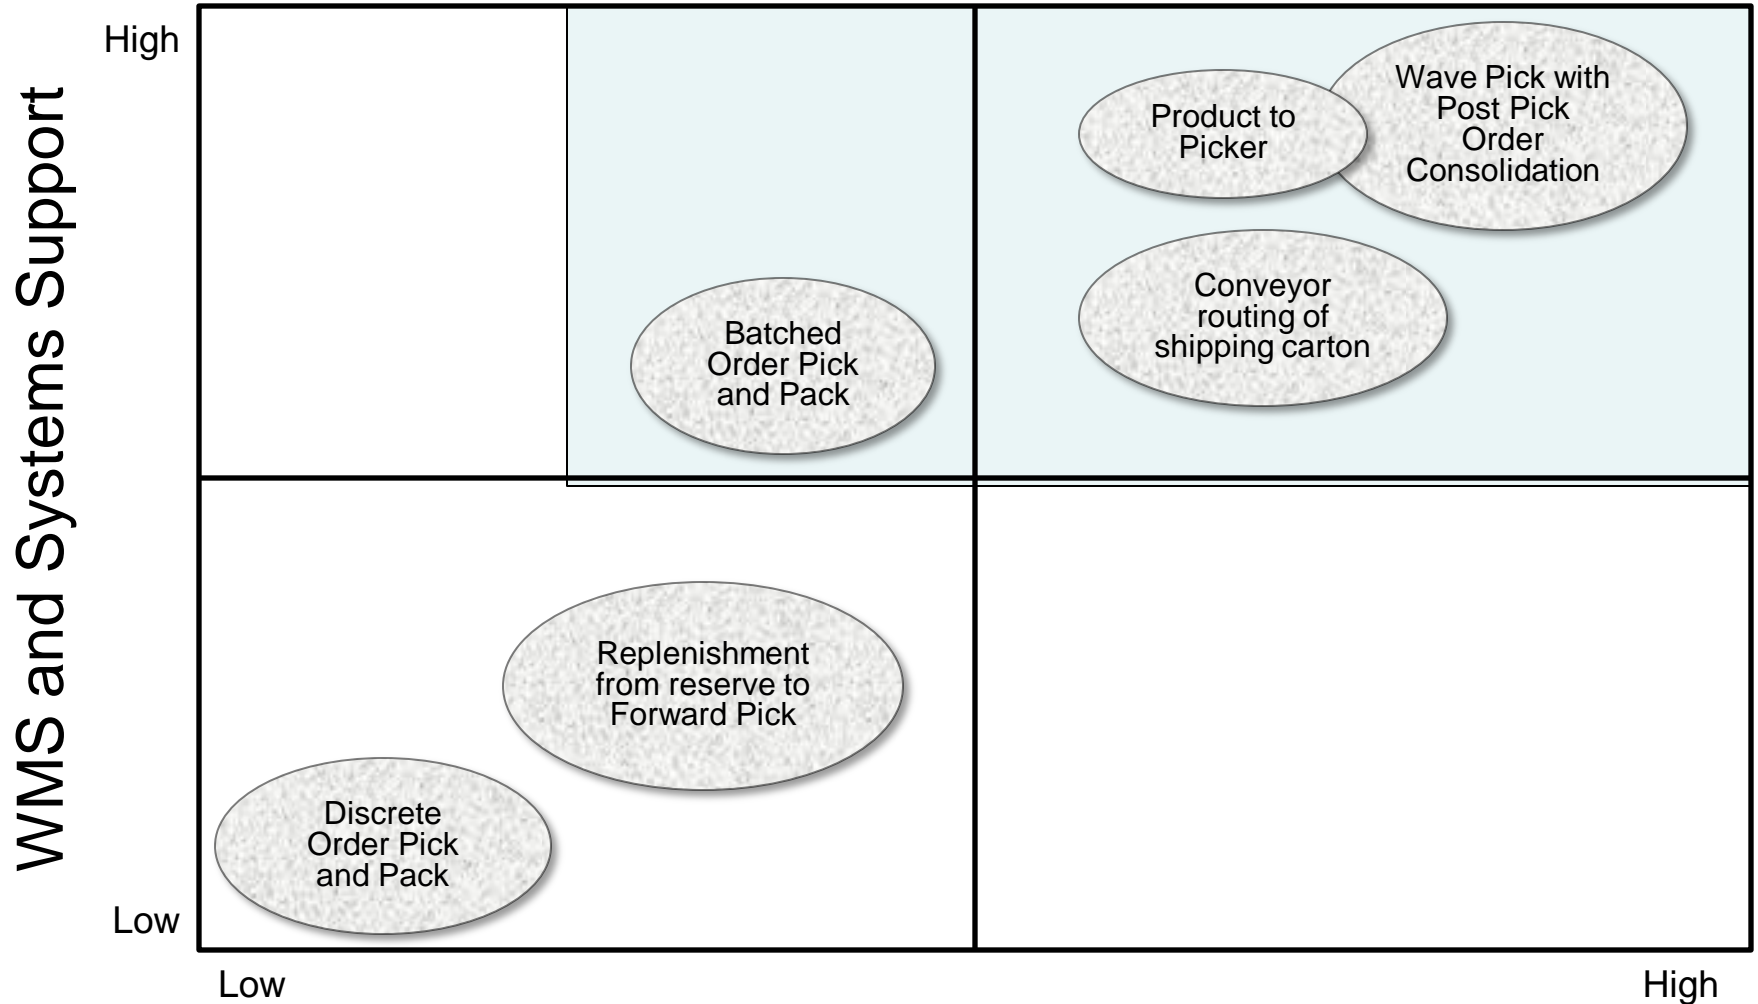 High
WMS and Systems Support
Wave Pick with
Post Pick
Order
Consolidation
Product to
Picker
Conveyor
routing of
shipping carton
Batched
Order Pick
and Pack
Replenishment
from reserve to
Forward Pick
Discrete
Order Pick
and Pack
Low
Low
High